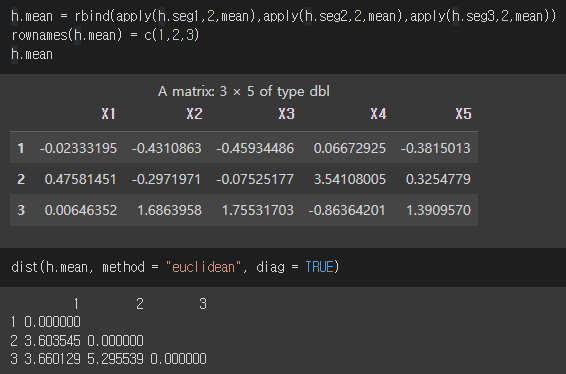 h.mean = rbind(apply(h.seg1,2,mean),apply(h.seg2,2,mean),apply(h.seg3,2,mean))
rownames(h.mean) = c(1,2,3)
h.mean
A matrix: 3 × 5 of type dbl
X1 X2 X3 X4 X5
1 -0.02333195 -0.4310863 -0.45934486 0.06672925 -0.3815013
2 0.47581451 -0.2971971 -0.07525177 3.54108005 0.3254779
3 0.00646352 1.6863958 1.75531703 -0.86364201 1.3909570
dist(h.mean, method = "euclidean", diag = TRUE)
1 2 3
1 0.000000
2 3.603545 0.000000
3 3.660129 5.295539 0.000000